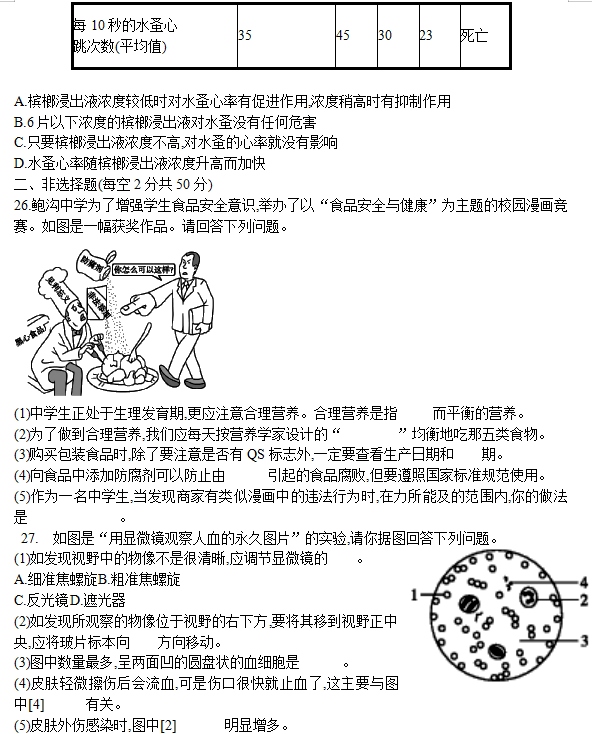 每 10 秒的水蚤心
跳次数(平均值)
35
45
30
23
死亡
A.槟榔浸出液浓度较低时对水蚤心率有促进作用,浓度稍高时有抑制作用
B.6 片以下浓度的槟榔浸出液对水蚤没有任何危害
C.只要槟榔浸出液浓度不高,对水蚤的心率就没有影响
D.水蚤心率随槟榔浸出液浓度升高而加快
二、非选择题(每空 2 分共 50 分)
26.鲍沟中学为了增强学生食品安全意识,举办了以“食品安全与健康”为主题的校园漫画竞
赛。如图是一幅获奖作品。请回答下列问题。
防腐剂
你怎么可以这样?
见利忘义
黑心食品厂
(1)中学生正处于生理发育期,更应注意合理营养。合理营养是指 而平衡的营养。
(2)为了做到合理营养,我们应每天按营养学家设计的“ ”均衡地吃那五类食物。
(3)购买包装食品时,除了要注意是否有 QS 标志外,一定要查看生产日期和 期。
(4)向食品中添加防腐剂可以防止由 引起的食品腐败,但要遵照国家标准规范使用。
(5)作为一名中学生,当发现商家有类似漫画中的违法行为时,在力所能及的范围内,你的做法
是 。
27. 如图是“用显微镜观察人血的永久图片”的实验,请你据图回答下列问题。
(1)如发现视野中的物像不是很清晰,应调节显微镜的 。
A.细准焦螺旋B.粗准焦螺旋
C.反光镜D.遮光器
(2)如发现所观察的物像位于视野的右下方,要将其移到视野正中
央,应将玻片标本向 方向移动。
(3)图中数量最多,呈两面凹的圆盘状的血细胞是 。
(4)皮肤轻微擦伤后会流血,可是伤口很快就止血了,这主要与图
中[4] 有关。
(5)皮肤外伤感染时,图中[2] 明显增多。
1
4
2
3